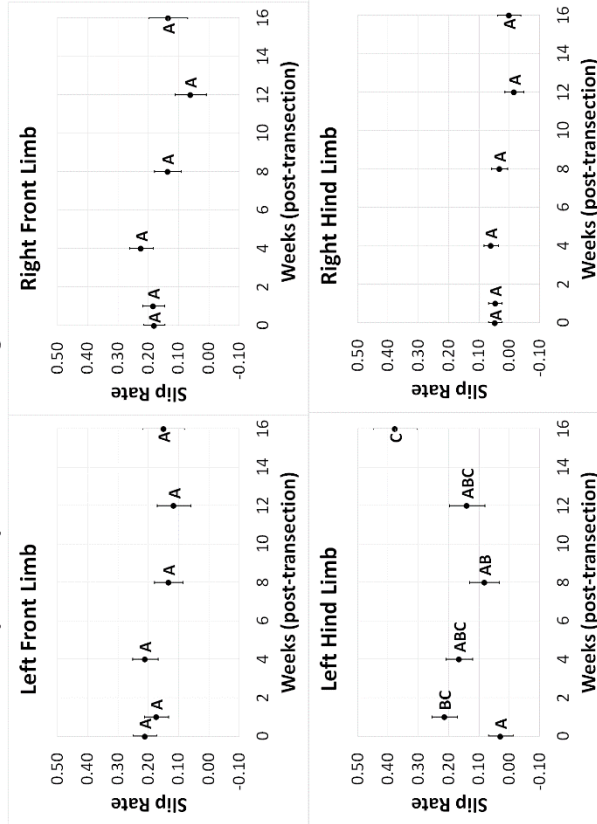 Left Front Limb
0.50
0.40
0.30
0.20
0.10
0.00
-0.10
Slip Rate
A
A
A
A
A
A
0 2 4 6 8 10 12 14 16
Weeks (post-transection)
Right Front Limb
0.50
0.40
0.30
0.20
0.10
0.00
-0.10
Slip Rate
A
A
A
A
A
A
0 2 4 6 8 10 12 14 16
Weeks (post-transection)
Left Hind Limb
0.50
0.40
0.30
0.20
0.10
0.00
-0.10
Slip Rate
A
BC
ABC
AB
ABC
C
0 2 4 6 8 10 12 14 16
Weeks (post-transection)
Right Hind Limb
0.50
0.40
0.30
0.20
0.10
0.00
-0.10
Slip Rate
A
A
A
A
A
A
0 2 4 6 8 10 12 14 16
Weeks (post-transection)